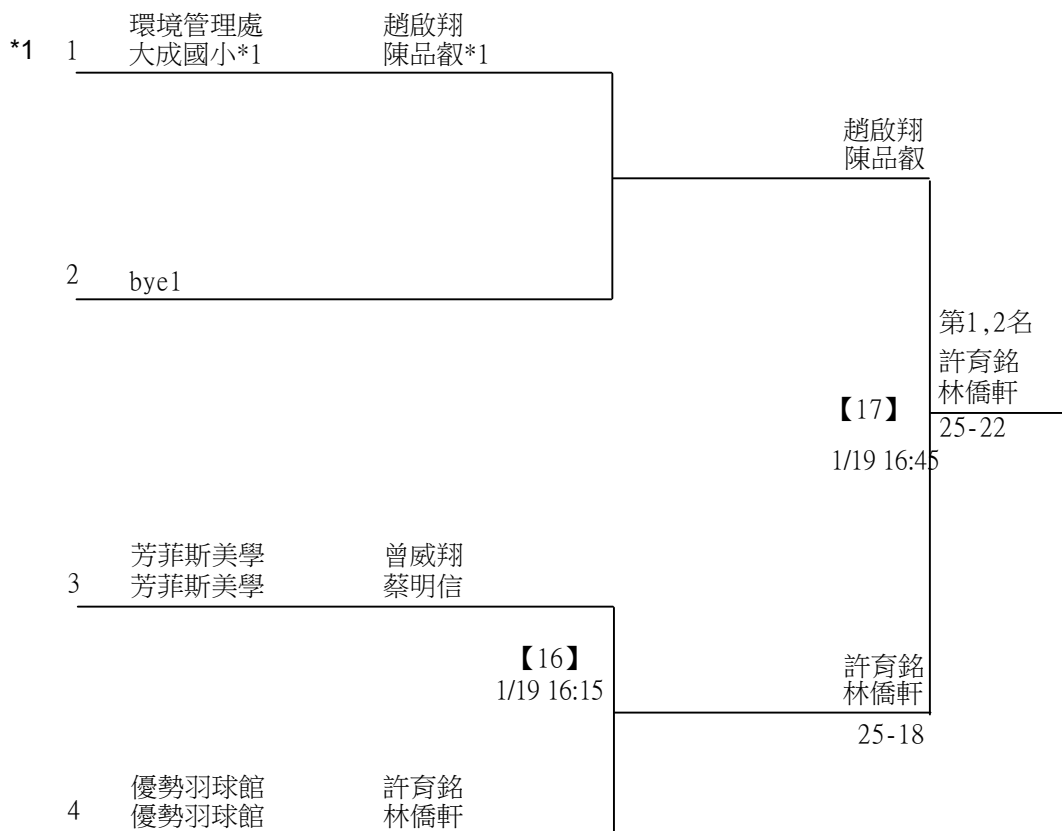 環境管理處 趙啟翔
*1 1 大成國小*1 陳品叡*1
趙啟翔
陳品叡
2 bye1
第1,2名
許育銘
林僑軒
【17】
25-22
1/19 16:45
芳菲斯美學 曾威翔
3 芳菲斯美學 蔡明信
【16】
1/19 16:15
許育銘
林僑軒
25-18
優勢羽球館 許育銘
4 優勢羽球館 林僑軒